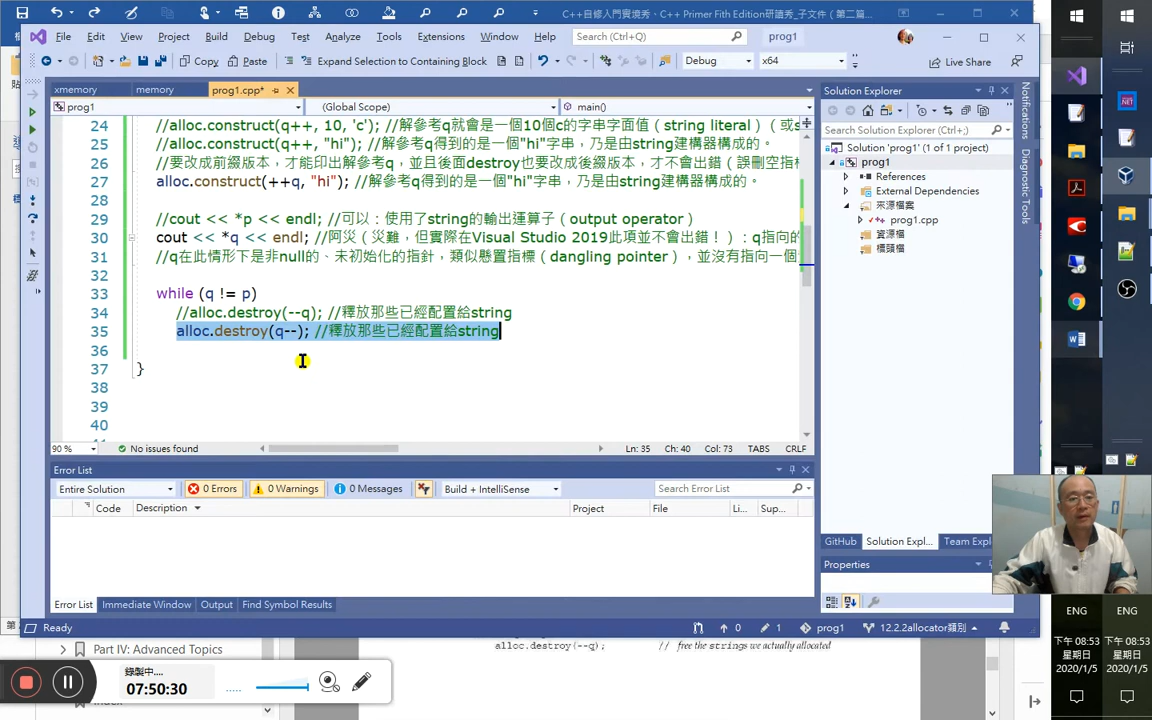 C++自修入門實境秀、C++ Primer Fith Edition研讀秀_子文件（第二篇...
File Edit View Project Build Debug Test Analyze Tools Extensions Window Help Search (Ctrl+Q) prog1
Copy Paste Expand Selection to Containing Block Debug x64 Live Share
xmemory memory prog1.cpp*
prog1 (Global Scope) main()
24 //alloc.construct(q++, 10, 'c'); //解參考q就會是一個10個c的字串字面值（string literal）（或s
25 //alloc.construct(q++, "hi"); //解參考q得到的是一個"hi"字串，乃是由string建構器構成的。
26 //要改成前綴版本，才能印出解參考q，並且後面destroy也要改成後綴版本，才不會出錯（誤刪空指標
27 alloc.construct(++q, "hi"); //解參考q得到的是一個"hi"字串，乃是由string建構器構成的。
28
29 //cout << *p << endl; //可以：使用了string的輸出運算子（output operator）
30 cout << *q << endl; //阿災（災難，但實際在Visual Studio 2019此項並不會出錯！）：q指向的
31 //q在此情形下是非null的、未初始化的指針，類似懸置指標（dangling pointer），並沒有指向一個
32
33 while (q != p)
34 //alloc.destroy(--q); //釋放那些已經配置給string
35 alloc.destroy(q--); //釋放那些已經配置給string
36
37 }
38
39
40
90 % No issues found Ln: 35 Ch: 40 Col: 73 TABS CRLF
Error List
Entire Solution 0 Errors 0 Warnings 0 Messages Build + IntelliSense Search Error List
Code Description Project File Li... Sup...
Error List Immediate Window Output Find Symbol Results
Ready 0 1 prog1 12.2.2allocator類別
Solution Explorer
Search Solution Explorer (Ctrl+;)
Solution 'prog1' (1 of 1 project)
prog1
References
External Dependencies
來源檔案
prog1.cpp
資源檔
標頭檔
GitHub Solution Expl... Team Expl
Properties
Notifications
Diagnostic Tools
Part IV: Advanced Topics
Index
alloc.destroy(--q); // free the strings we actually allocated
錄製中...
07:50:30
ENG ENG
下午 08:53 下午 08:53
星期日 星期日
2020/1/5 2020/1/5